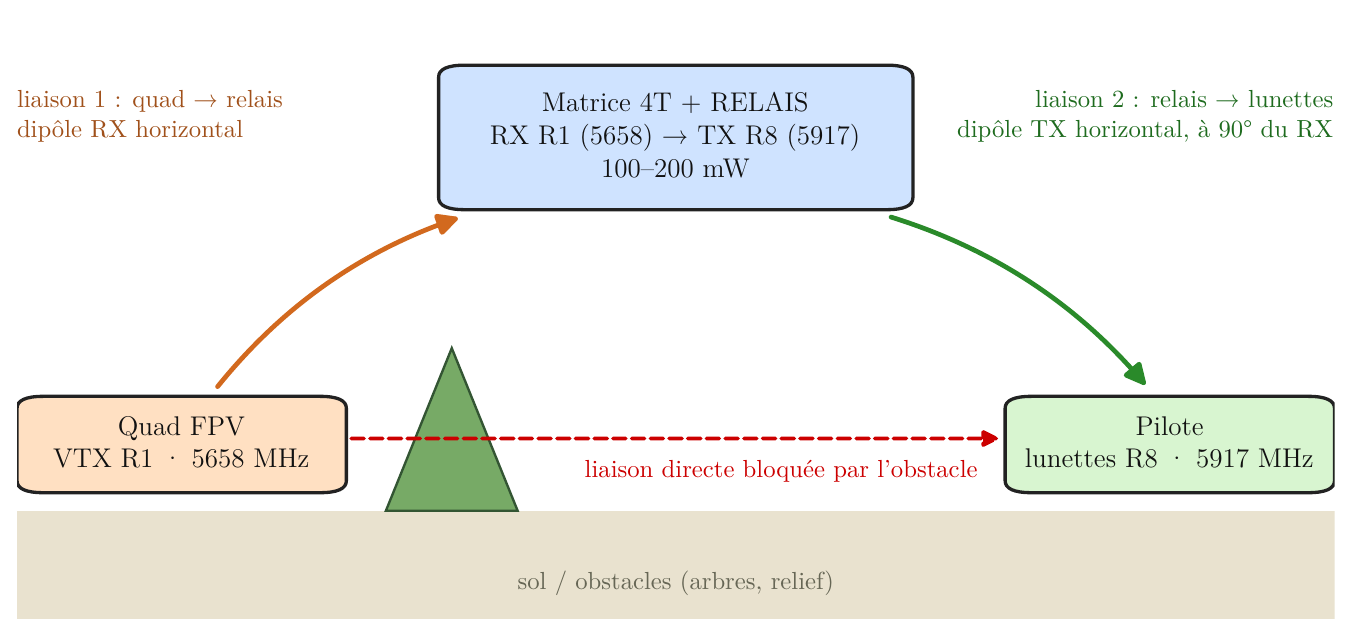 liaison 1 : quad → relais
dipôle RX horizontal
Matrice 4T + RELAIS
RX R1 (5658) → TX R8 (5917)
100–200 mW
liaison 2 : relais → lunettes
dipôle TX horizontal, à 90° du RX
Quad FPV
VTX R1 · 5658 MHz
liaison directe bloquée par l'obstacle
Pilote
lunettes R8 · 5917 MHz
sol / obstacles (arbres, relief)